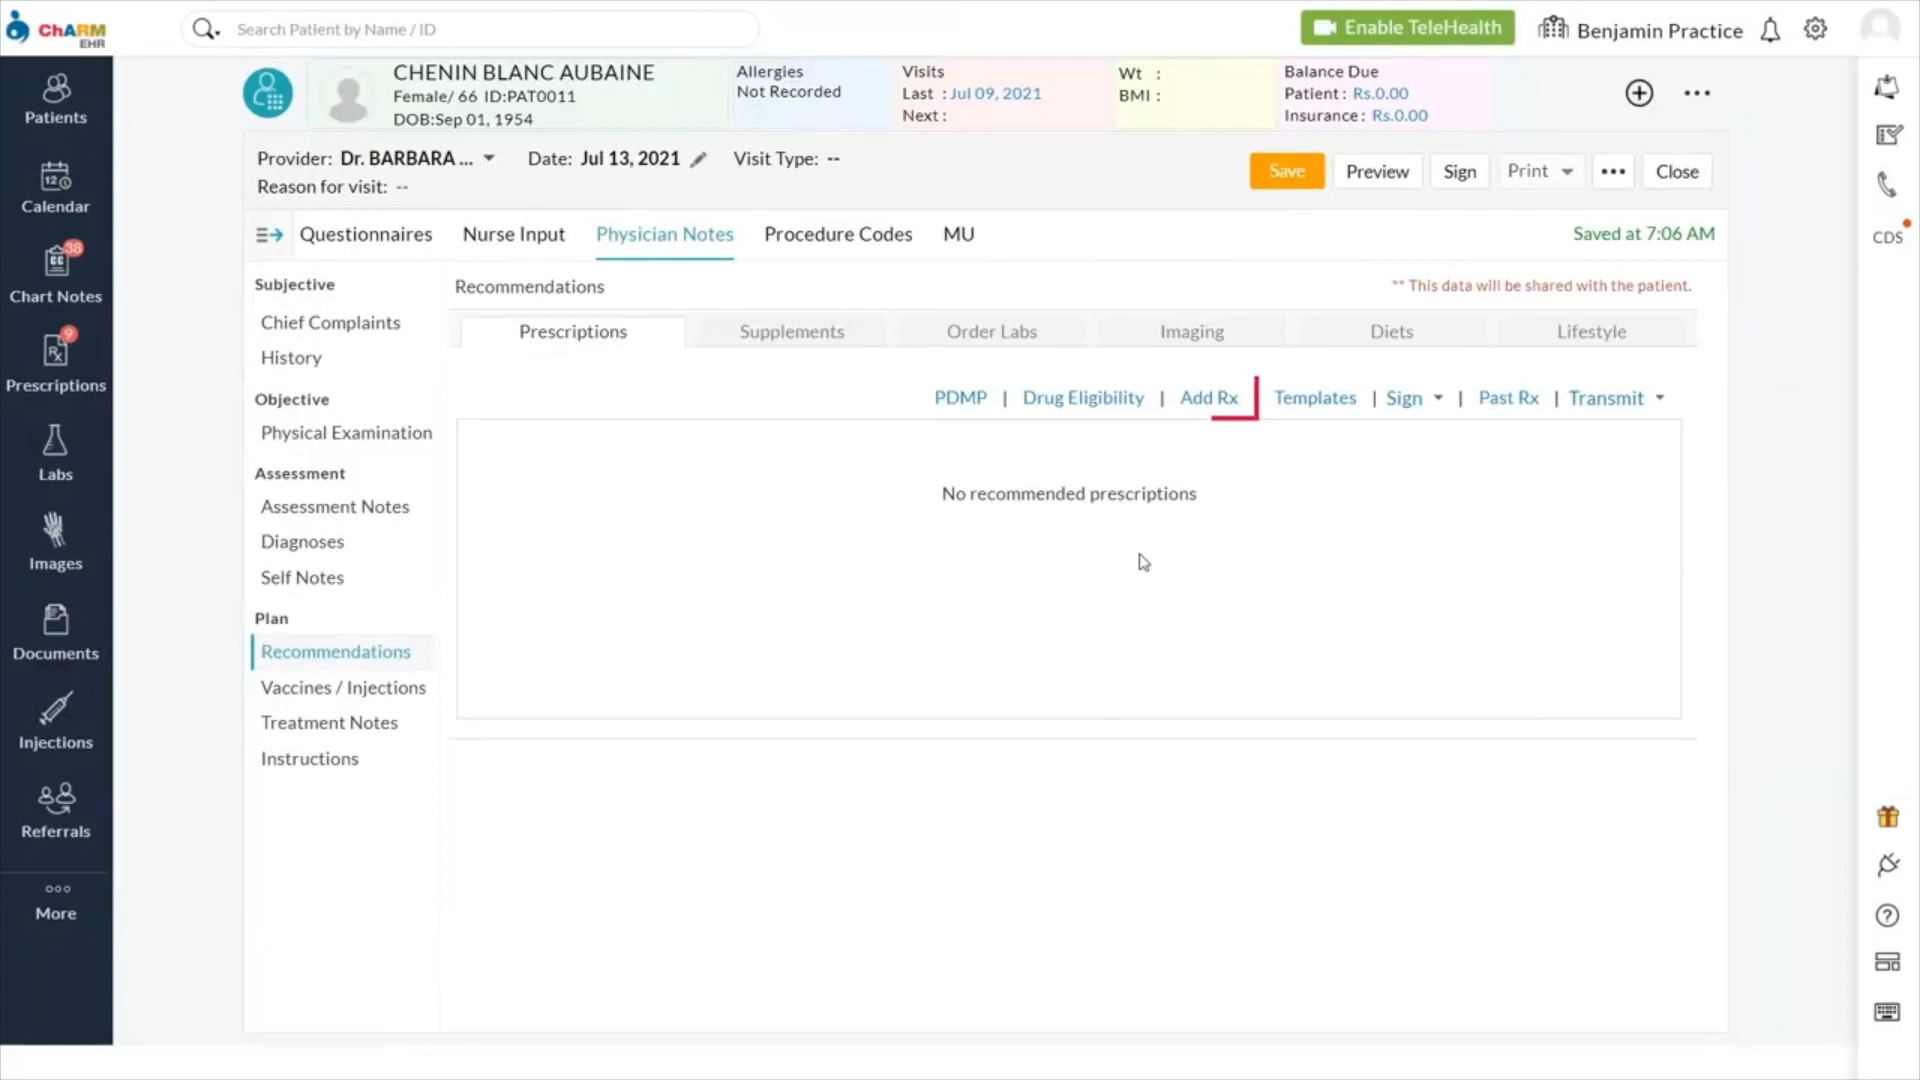 ChARM
EHR
Search Patient by Name / ID
Enable TeleHealth
Benjamin Practice
Patients
12
Calendar
38
CC
Chart Notes
9
Rx
Prescriptions
Labs
Images
Documents
Injections
Referrals
More
CHENIN BLANC AUBAINE
Female/ 66 ID:PAT0011
DOB:Sep 01, 1954
Allergies
Not Recorded
Visits
Last : Jul 09, 2021
Next :
Wt :
BMI :
Balance Due
Patient : Rs.0.00
Insurance : Rs.0.00
Provider: Dr. BARBARA ... Date: Jul 13, 2021 Visit Type: --
Reason for visit: --
Save Preview Sign Print ••• Close
Questionnaires Nurse Input Physician Notes Procedure Codes MU
Saved at 7:06 AM
Subjective
Chief Complaints
History
Objective
Physical Examination
Assessment
Assessment Notes
Diagnoses
Self Notes
Plan
Recommendations
Vaccines / Injections
Treatment Notes
Instructions
Recommendations
** This data will be shared with the patient.
Prescriptions Supplements Order Labs Imaging Diets Lifestyle
PDMP | Drug Eligibility | Add Rx Templates | Sign | Past Rx | Transmit
No recommended prescriptions
CDS